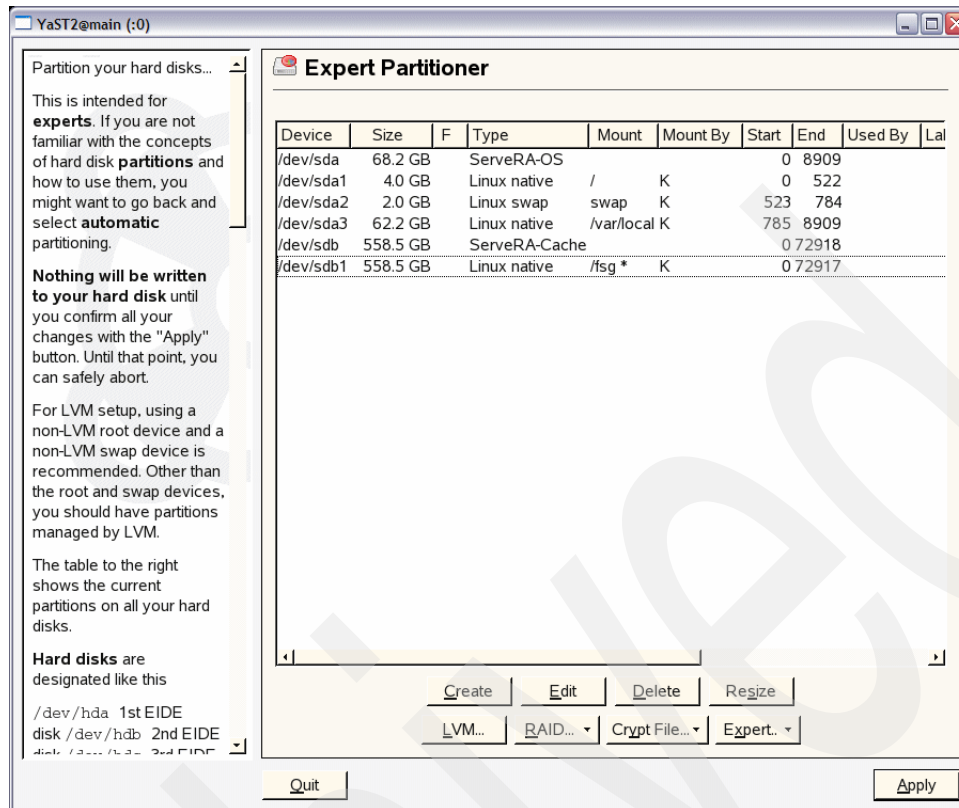 YaST2@main (:0)
Partition your hard disks...
This is intended for
experts. If you are not
familiar with the concepts
of hard disk partitions and
how to use them, you
might want to go back and
select automatic
partitioning.
Nothing will be written
to your hard disk until
you confirm all your
changes with the "Apply"
button. Until that point, you
can safely abort.
For LVM setup, using a
non-LVM root device and a
non-LVM swap device is
recommended. Other than
the root and swap devices,
you should have partitions
managed by LVM.
The table to the right
shows the current
partitions on all your hard
disks.
Hard disks are
designated like this
/dev/hda 1st EIDE
disk /dev/hdb 2nd EIDE
disk /dev/hdc 3rd EIDE
Expert Partitioner
Device Size F Type Mount Mount By Start End Used By Lal
/dev/sda 68.2 GB ServeRA-OS 0 8909
/dev/sda1 4.0 GB Linux native / K 0 522
/dev/sda2 2.0 GB Linux swap swap K 523 784
/dev/sda3 62.2 GB Linux native /var/local K 785 8909
/dev/sdb 558.5 GB ServeRA-Cache 0 72918
/dev/sdb1 558.5 GB Linux native /fsg * K 0 72917
Create Edit Delete Resize
LVM... RAID... Crypt File... Expert..
Quit Apply